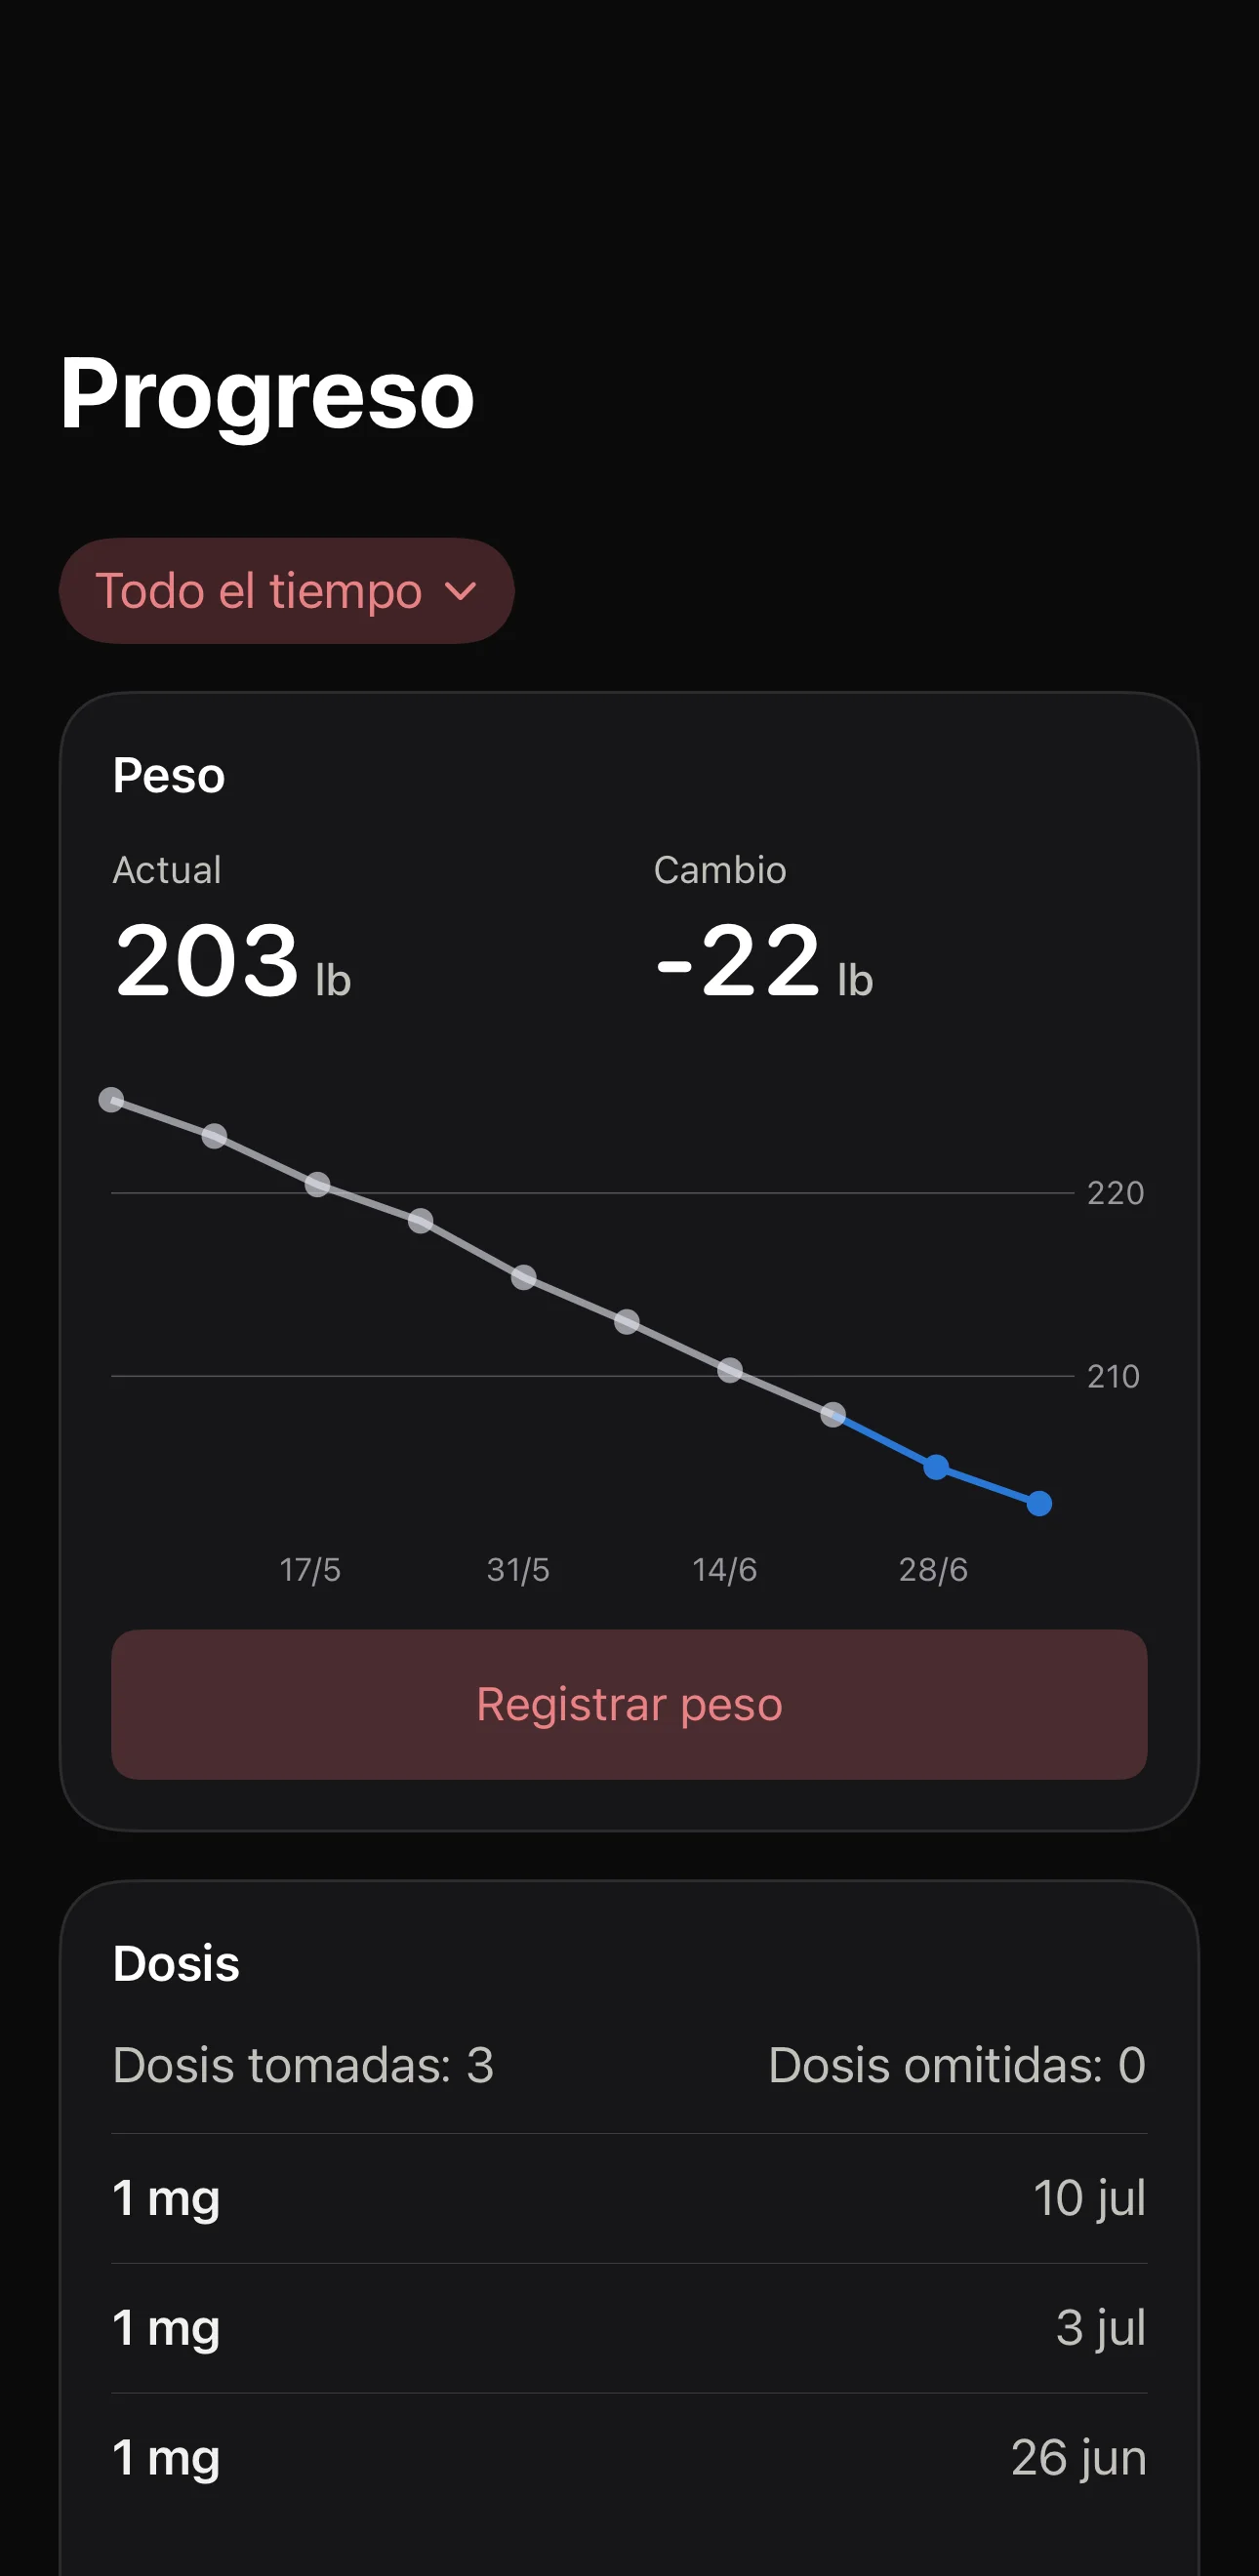 Progreso
Todo el tiempo
Peso
Actual Cambio
203 lb -22 lb
220
210
17/5 31/5 14/6 28/6
Registrar peso
Dosis
Dosis tomadas: 3 Dosis omitidas: 0
1 mg 10 jul
1 mg 3 jul
1 mg 26 jun